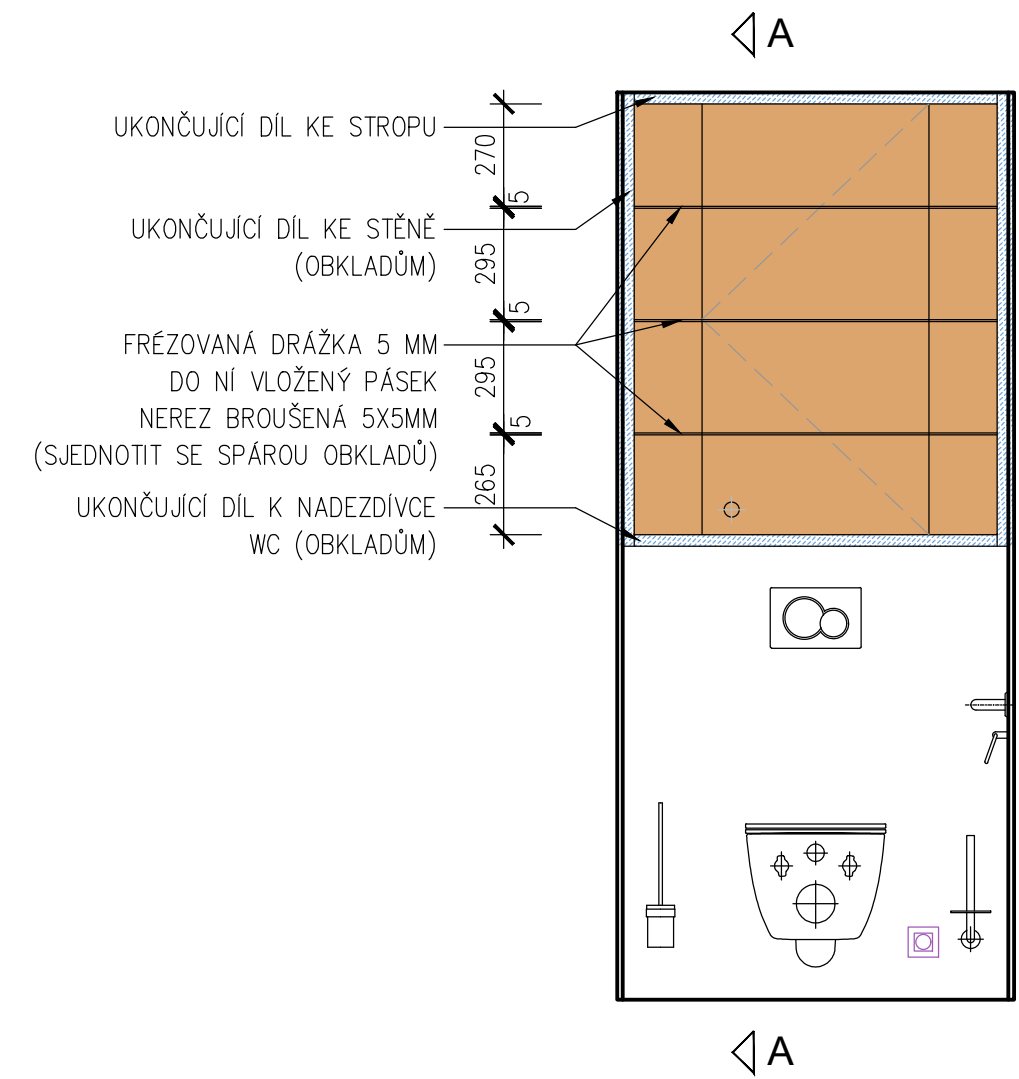 A
UKONČUJÍCÍ DÍL KE STROPU
270
5
UKONČUJÍCÍ DÍL KE STĚNĚ
(OBKLADŮM)
295
5
FRÉZOVANÁ DRÁŽKA 5 MM
DO NÍ VLOŽENÝ PÁSEK
NEREZ BROUŠENÁ 5X5MM
(SJEDNOTIT SE SPÁROU OBKLADŮ)
295
5
UKONČUJÍCÍ DÍL K NADEZDÍVCE
WC (OBKLADŮM)
265
A